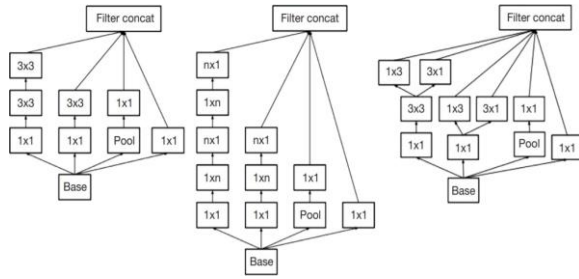 Filter concat
3x3
3x3
3x3
1x1
1x1
1x1
Pool
1x1
Base
Filter concat
nx1
1xn
nx1
nx1
1xn
1xn
1x1
1x1
1x1
Pool
1x1
Base
Filter concat
1x3
3x1
3x3
1x3
3x1
1x1
1x1
1x1
Pool
1x1
Base